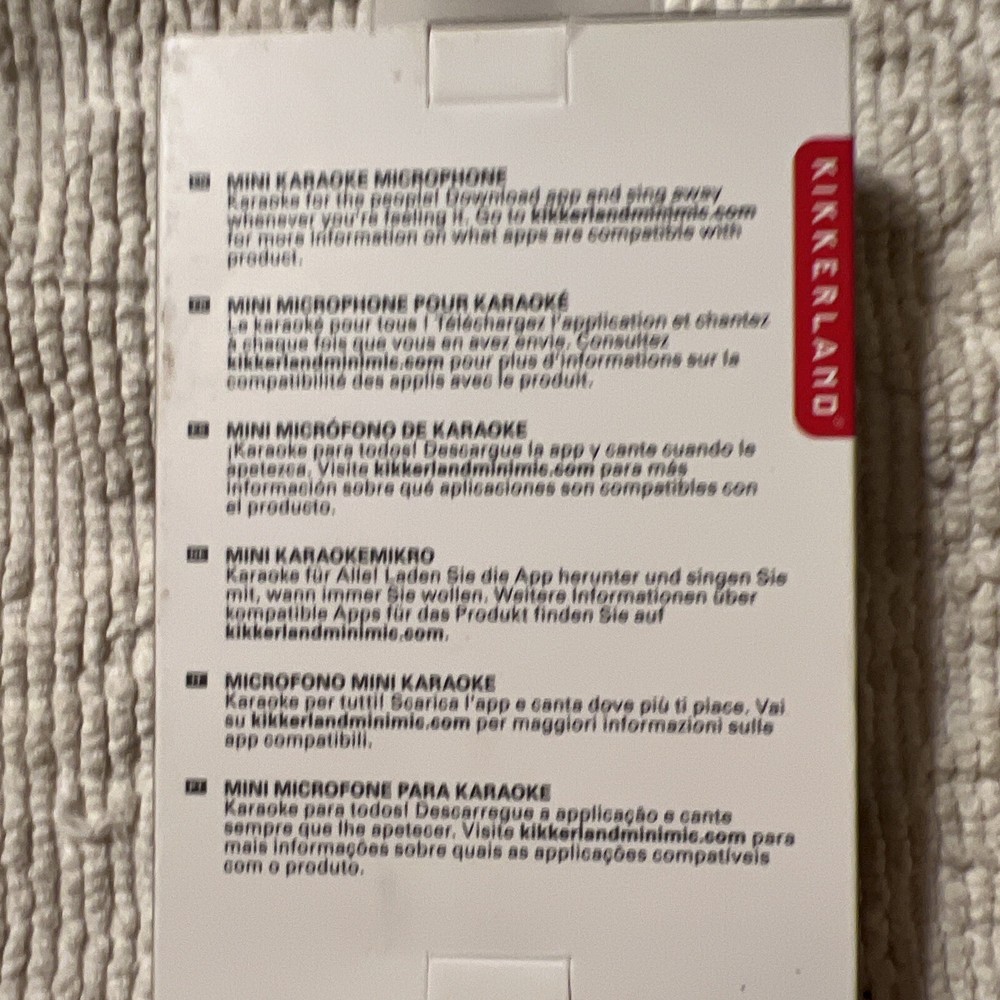 EN MINI KARAOKE MICROPHONE
Karaoke for the people! Download app and sing away
whenever you're feeling it. Go to kikkerlandminimic.com
for more information on what apps are compatible with
product.
FR MINI MICROPHONE POUR KARAOKÉ
Le karaoké pour tous ! Téléchargez l'application et chantez
à chaque fois que vous en avez envie. Consultez
kikkerlandminimic.com pour plus d'informations sur la
compatibilité des applis avec le produit.
ES MINI MICRÓFONO DE KARAOKE
¡Karaoke para todos! Descargue la app y cante cuando le
apetezca. Visite kikkerlandminimic.com para más
información sobre qué aplicaciones son compatibles con
el producto.
DE MINI KARAOKEMIKRO
Karaoke für Alle! Laden Sie die App herunter und singen Sie
mit, wann immer Sie wollen. Weitere Informationen über
kompatible Apps für das Produkt finden Sie auf
kikkerlandminimic.com.
IT MICROFONO MINI KARAOKE
Karaoke per tutti! Scarica l'app e canta dove più ti piace. Vai
su kikkerlandminimic.com per maggiori informazioni sulle
app compatibili.
PT MINI MICROFONE PARA KARAOKE
Karaoke para todos! Descarregue a applicação e cante
sempre que lhe apetecer. Visite kikkerlandminimic.com para
mais informações sobre quais as applicações compatíveis
com o produto.
KIKKERLAND®